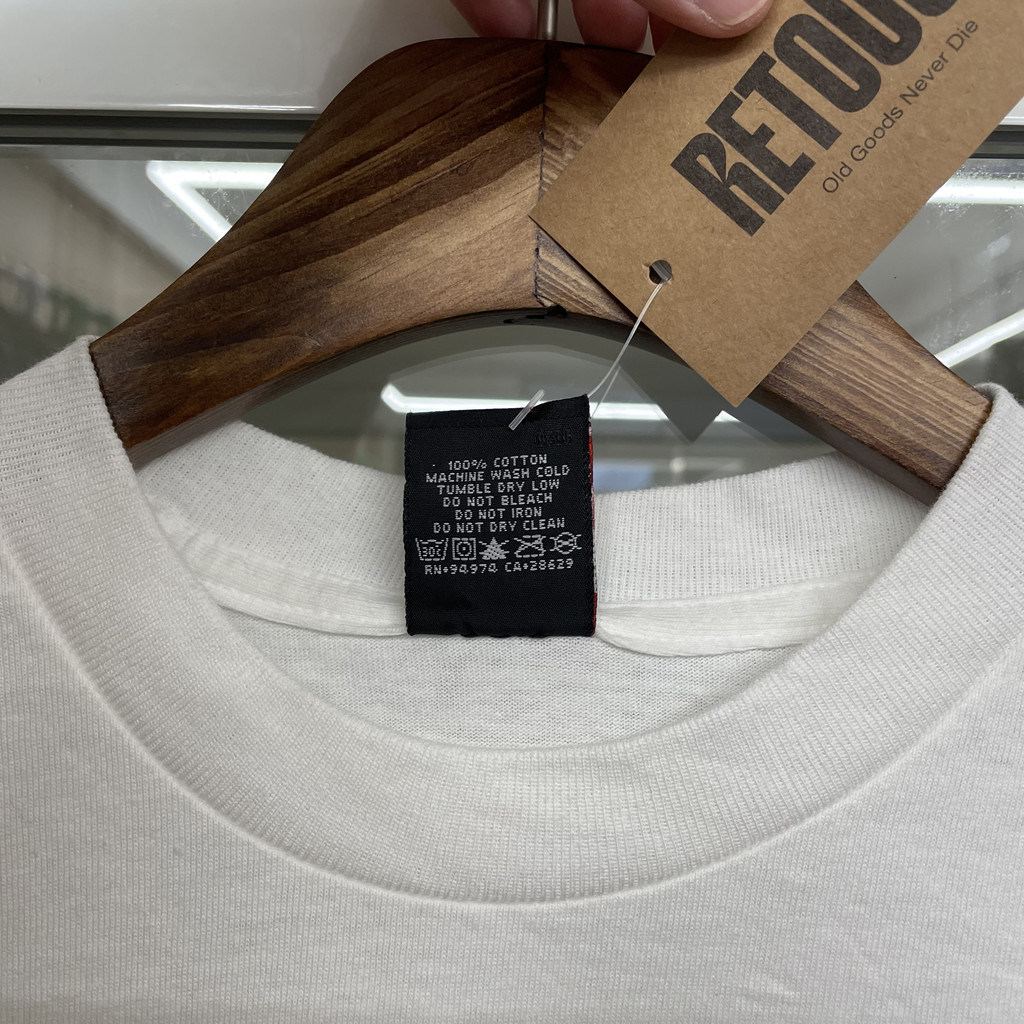 Old Goods Never Die
100% COTTON
MACHINE WASH COLD
TUMBLE DRY LOW
DO NOT BLEACH
DO NOT IRON
DO NOT DRY CLEAN
30C
RN*94974 CA*28629